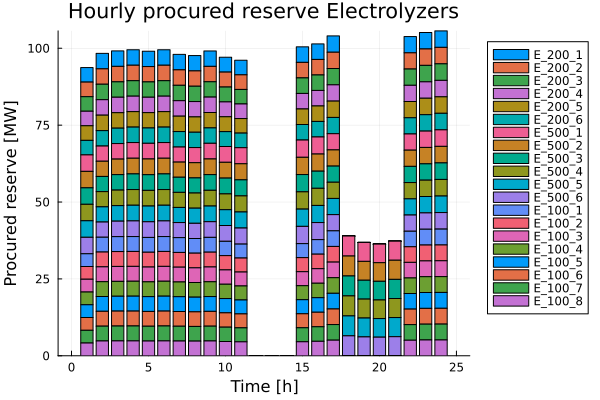 Hourly procured reserve Electrolyzers
Procured reserve [MW]
100
75
50
25
0
0 5 10 15 20 25
Time [h]
E_200_1
E_200_2
E_200_3
E_200_4
E_200_5
E_200_6
E_500_1
E_500_2
E_500_3
E_500_4
E_500_5
E_500_6
E_100_1
E_100_2
E_100_3
E_100_4
E_100_5
E_100_6
E_100_7
E_100_8